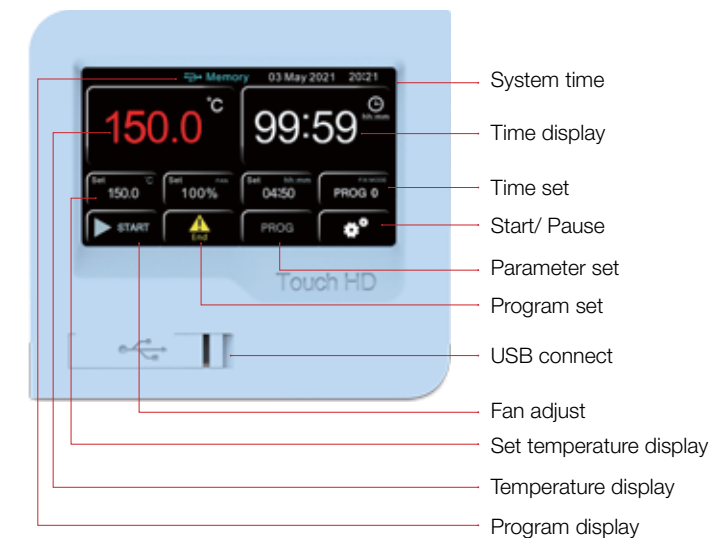 Memory 03 May 2021 20:21
150.0 °C
99:59 hh:mm
Set °C 150.0
Set FAN 100%
Set hh:mm 04:50
PROG 0
START
End
PROG
Touch HD
System time
Time display
Time set
Start/ Pause
Parameter set
Program set
USB connect
Fan adjust
Set temperature display
Temperature display
Program display